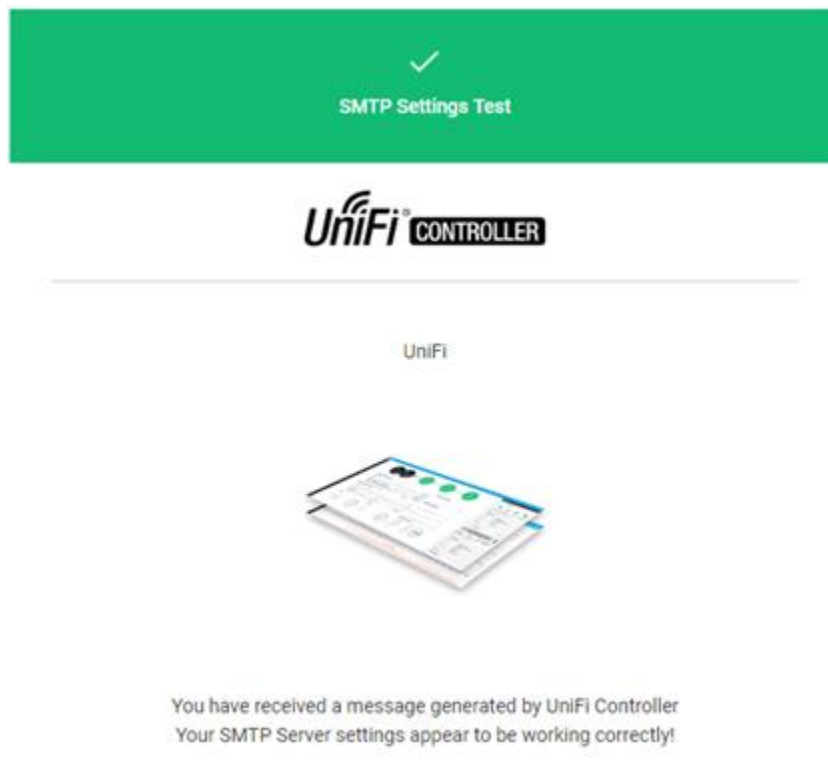 SMTP Settings Test
UniFi® CONTROLLER
UniFi
You have received a message generated by UniFi Controller
Your SMTP Server settings appear to be working correctly!